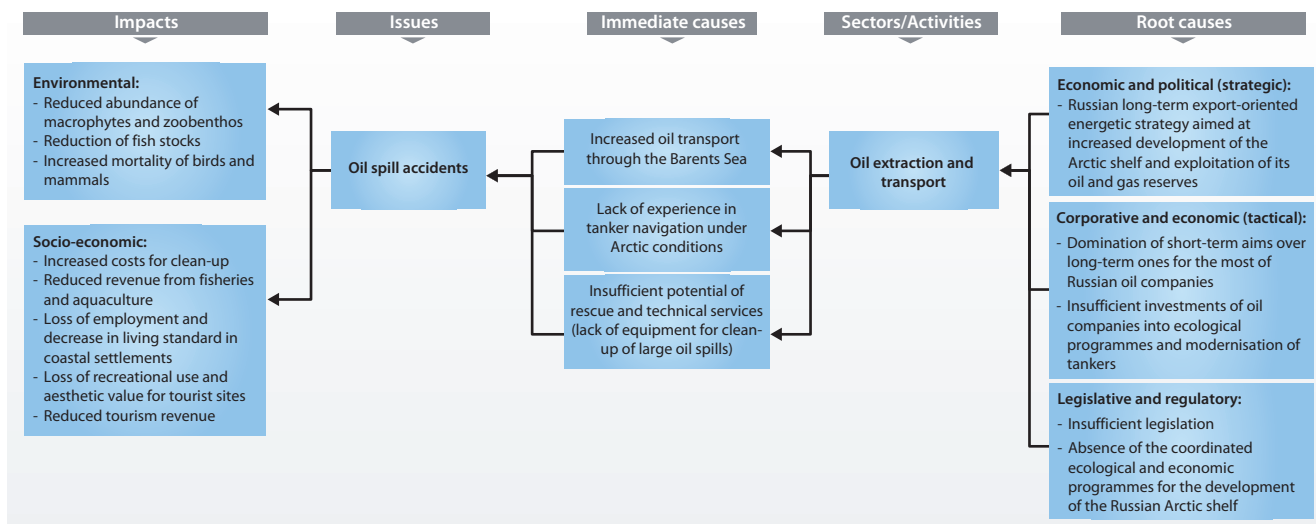 Impacts
Issues
Immediate causes
Sectors/Activities
Root causes
Environmental:
- Reduced abundance of
macrophytes and zoobenthos
- Reduction of fish stocks
- Increased mortality of birds and
mammals
Socio-economic:
- Increased costs for clean-up
- Reduced revenue from fisheries
and aquaculture
- Loss of employment and
decrease in living standard in
coastal settlements
- Loss of recreational use and
aesthetic value for tourist sites
- Reduced tourism revenue
Oil spill accidents
Increased oil transport
through the Barents Sea
Lack of experience in
tanker navigation under
Arctic conditions
Insufficient potential of
rescue and technical services
(lack of equipment for clean-
up of large oil spills)
Oil extraction and
transport
Economic and political (strategic):
- Russian long-term export-oriented
energetic strategy aimed at
increased development of the
Arctic shelf and exploitation of its
oil and gas reserves
Corporative and economic (tactical):
- Domination of short-term aims over
long-term ones for the most of
Russian oil companies
- Insufficient investments of oil
companies into ecological
programmes and modernisation of
tankers
Legislative and regulatory:
- Insufficient legislation
- Absence of the coordinated
ecological and economic
programmes for the development
of the Russian Arctic shelf